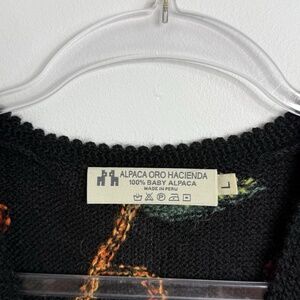 ALPACA ORO HACIENDA
100% BABY ALPACA
MADE IN PERU
L